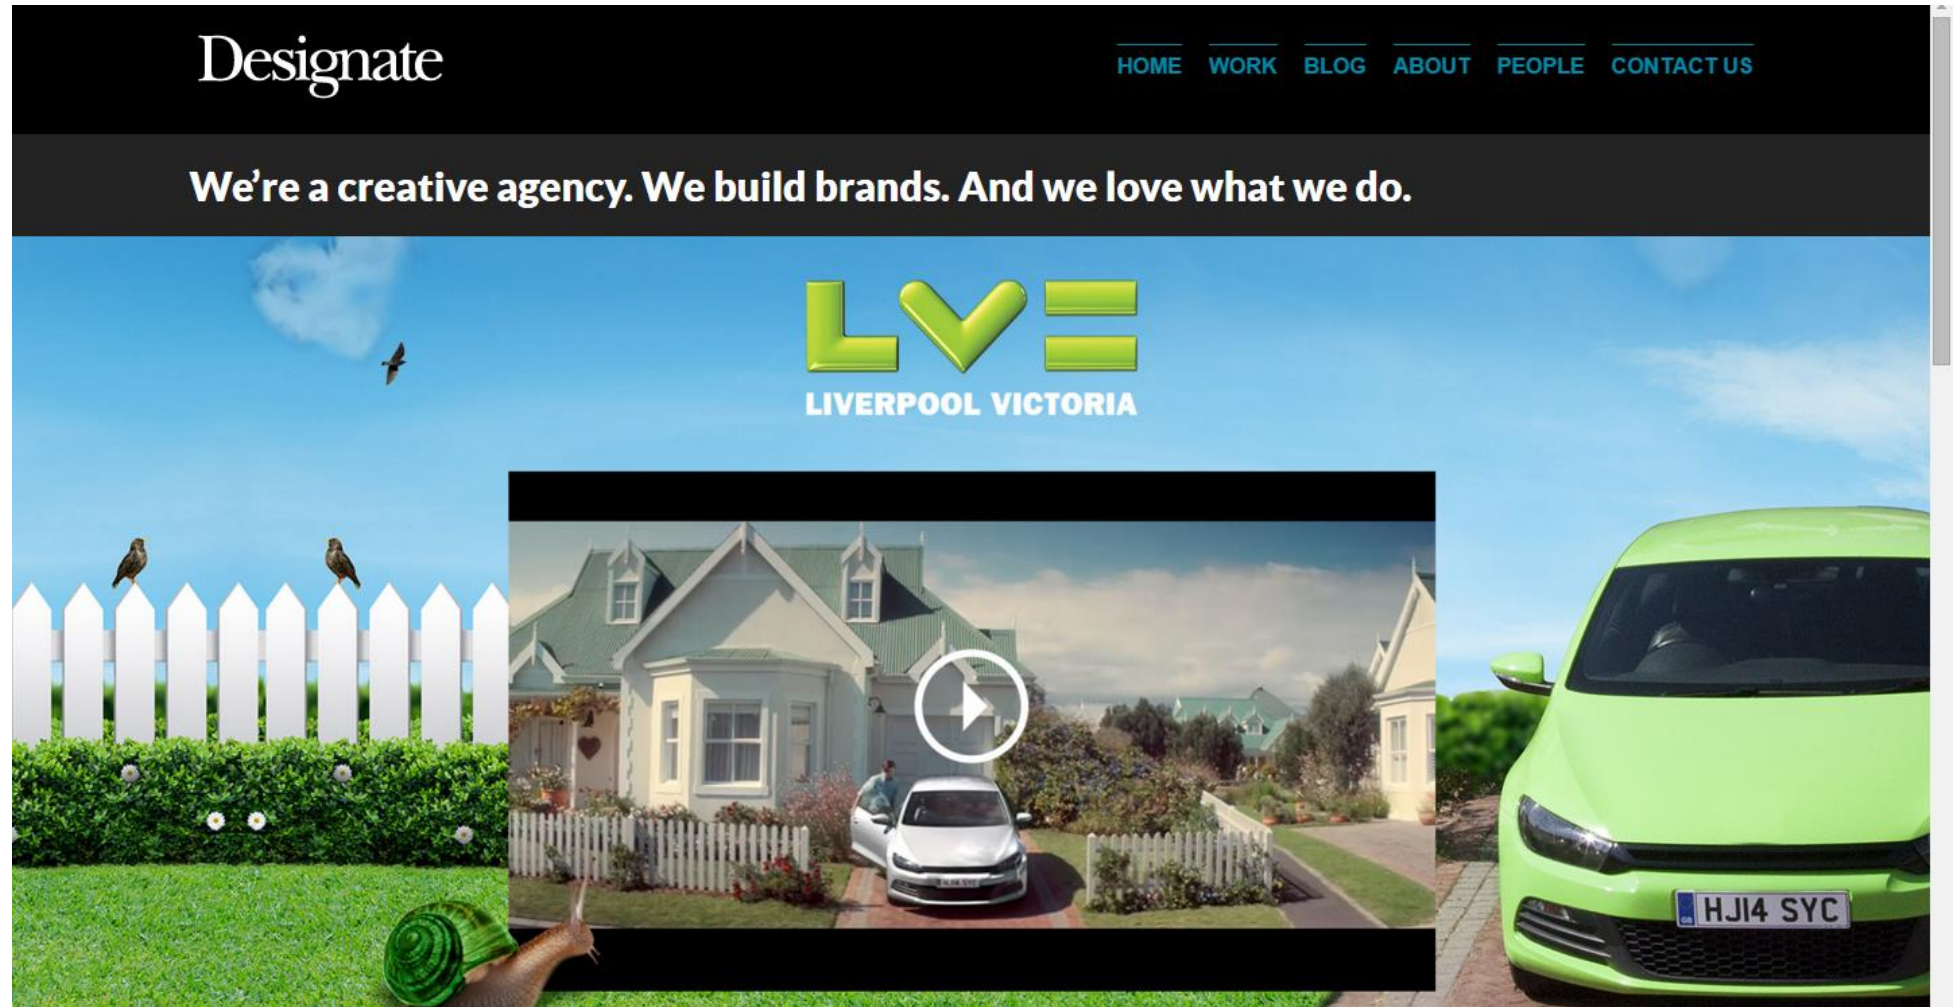 Designate
HOME WORK BLOG ABOUT PEOPLE CONTACT US
We're a creative agency. We build brands. And we love what we do.
LV=
LIVERPOOL VICTORIA
HJ14 SYC